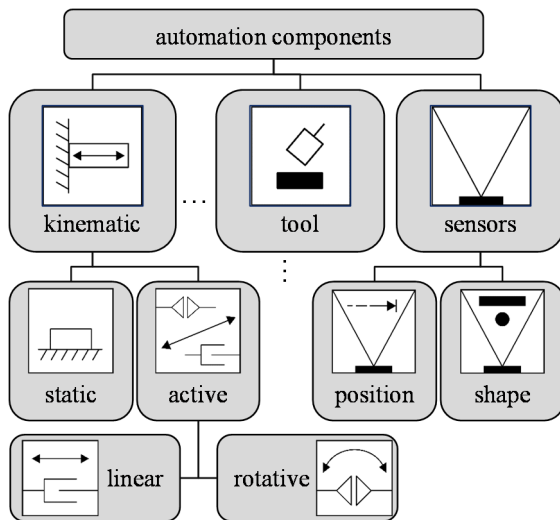 automation components
kinematic
...
tool
sensors
static
active
position
shape
linear
rotative